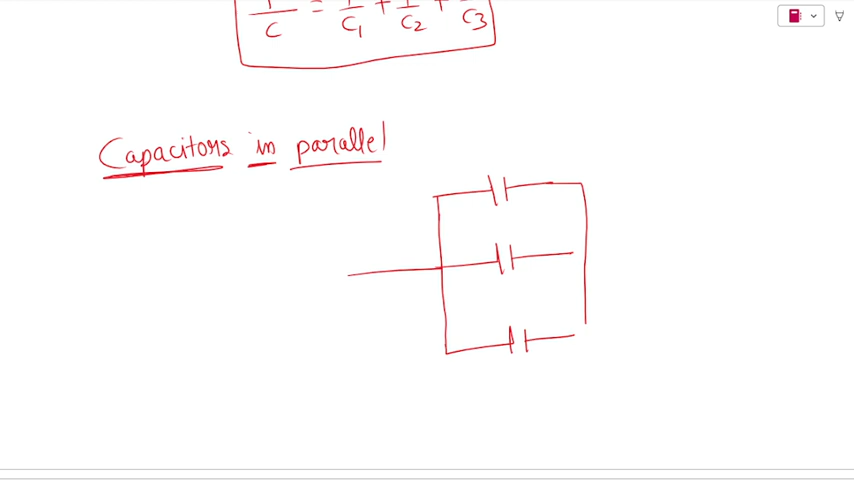 1/C = 1/C1 + 1/C2 + 1/C3
Capacitors in parallel